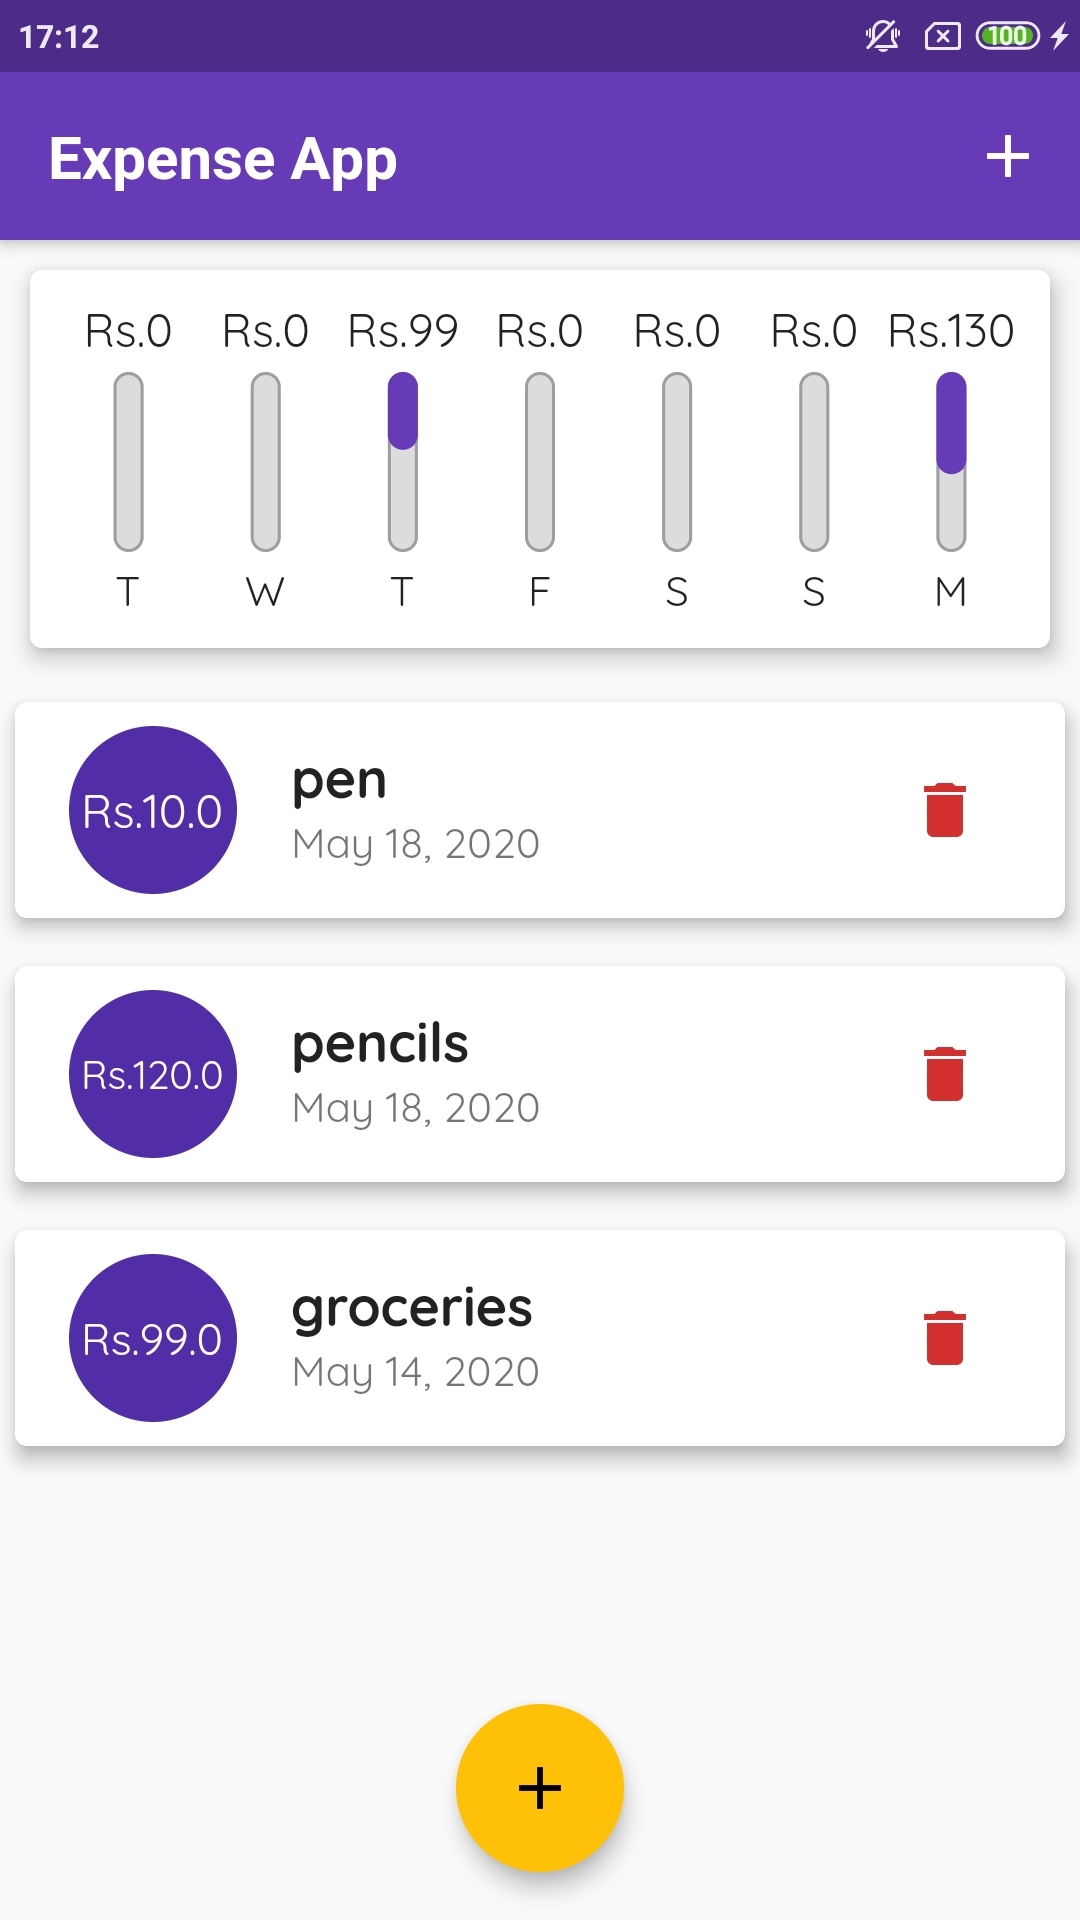 17:12 100
Expense App
Rs.0 Rs.0 Rs.99 Rs.0 Rs.0 Rs.0 Rs.130
T W T F S S M
Rs.10.0
pen
May 18, 2020
Rs.120.0
pencils
May 18, 2020
Rs.99.0
groceries
May 14, 2020